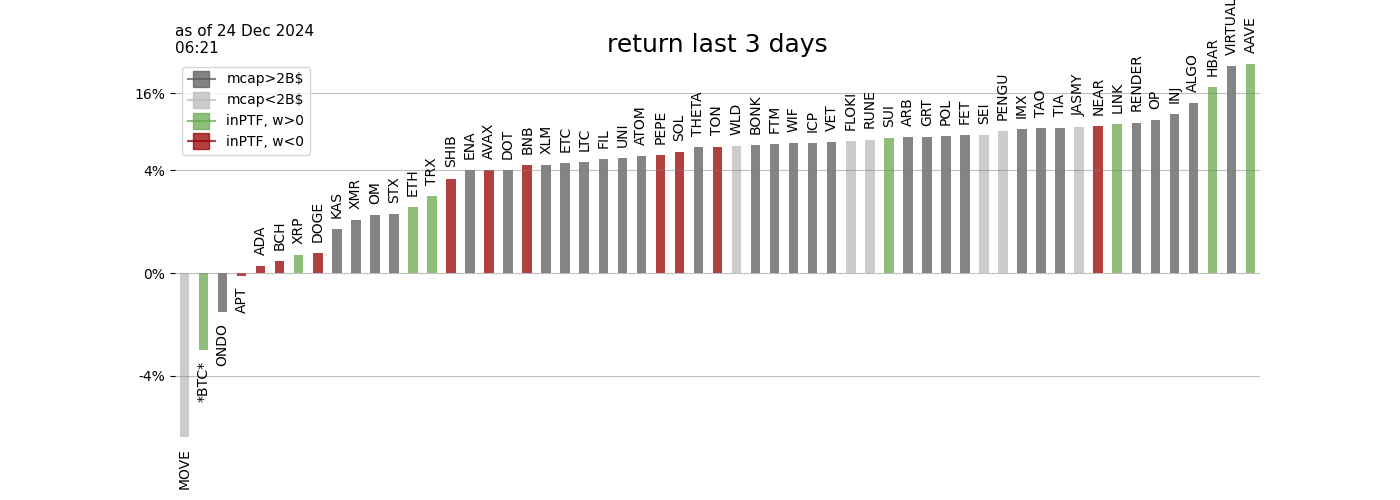 as of 24 Dec 2024
06:21
return last 3 days
mcap>2B$
mcap<2B$
inPTF, w>0
inPTF, w<0
16%
4%
0%
-4%
MOVE
*BTC*
ONDO
APT
ADA
BCH
XRP
DOGE
KAS
XMR
OM
STX
ETH
TRX
SHIB
ENA
AVAX
DOT
BNB
XLM
ETC
LTC
FIL
UNI
ATOM
PEPE
SOL
THETA
TON
WLD
BONK
FTM
WIF
ICP
VET
FLOKI
RUNE
SUI
ARB
GRT
POL
FET
SEI
PENGU
IMX
TAO
TIA
JASMY
NEAR
LINK
RENDER
OP
INJ
ALGO
HBAR
VIRTUAL
AAVE